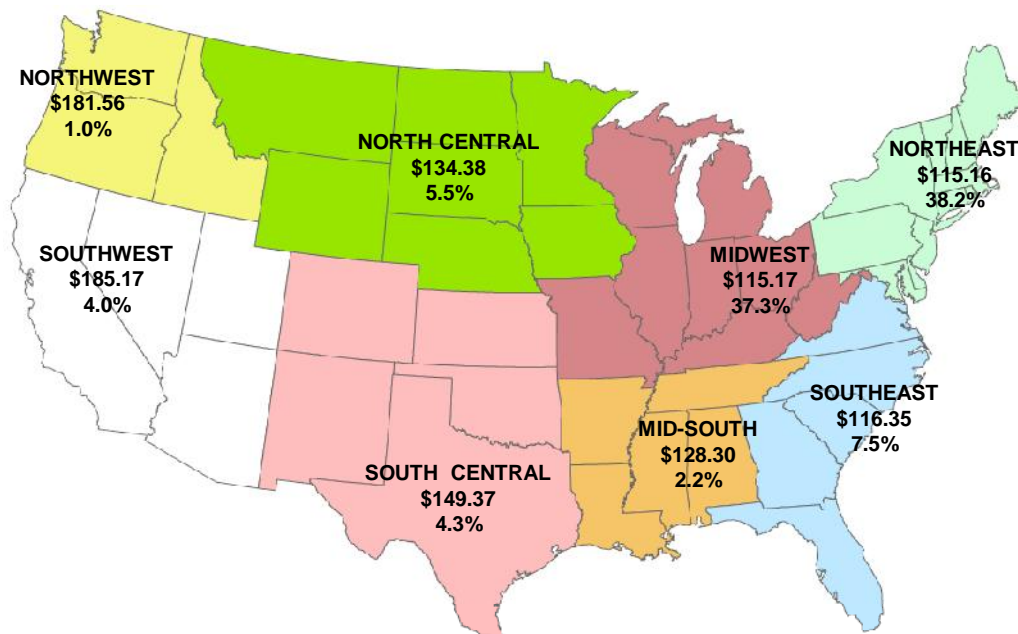 NORTHWEST
$181.56
1.0%
NORTH CENTRAL
$134.38
5.5%
NORTHEAST
$115.16
38.2%
SOUTHWEST
$185.17
4.0%
MIDWEST
$115.17
37.3%
SOUTHEAST
$116.35
7.5%
MID-SOUTH
$128.30
2.2%
SOUTH CENTRAL
$149.37
4.3%